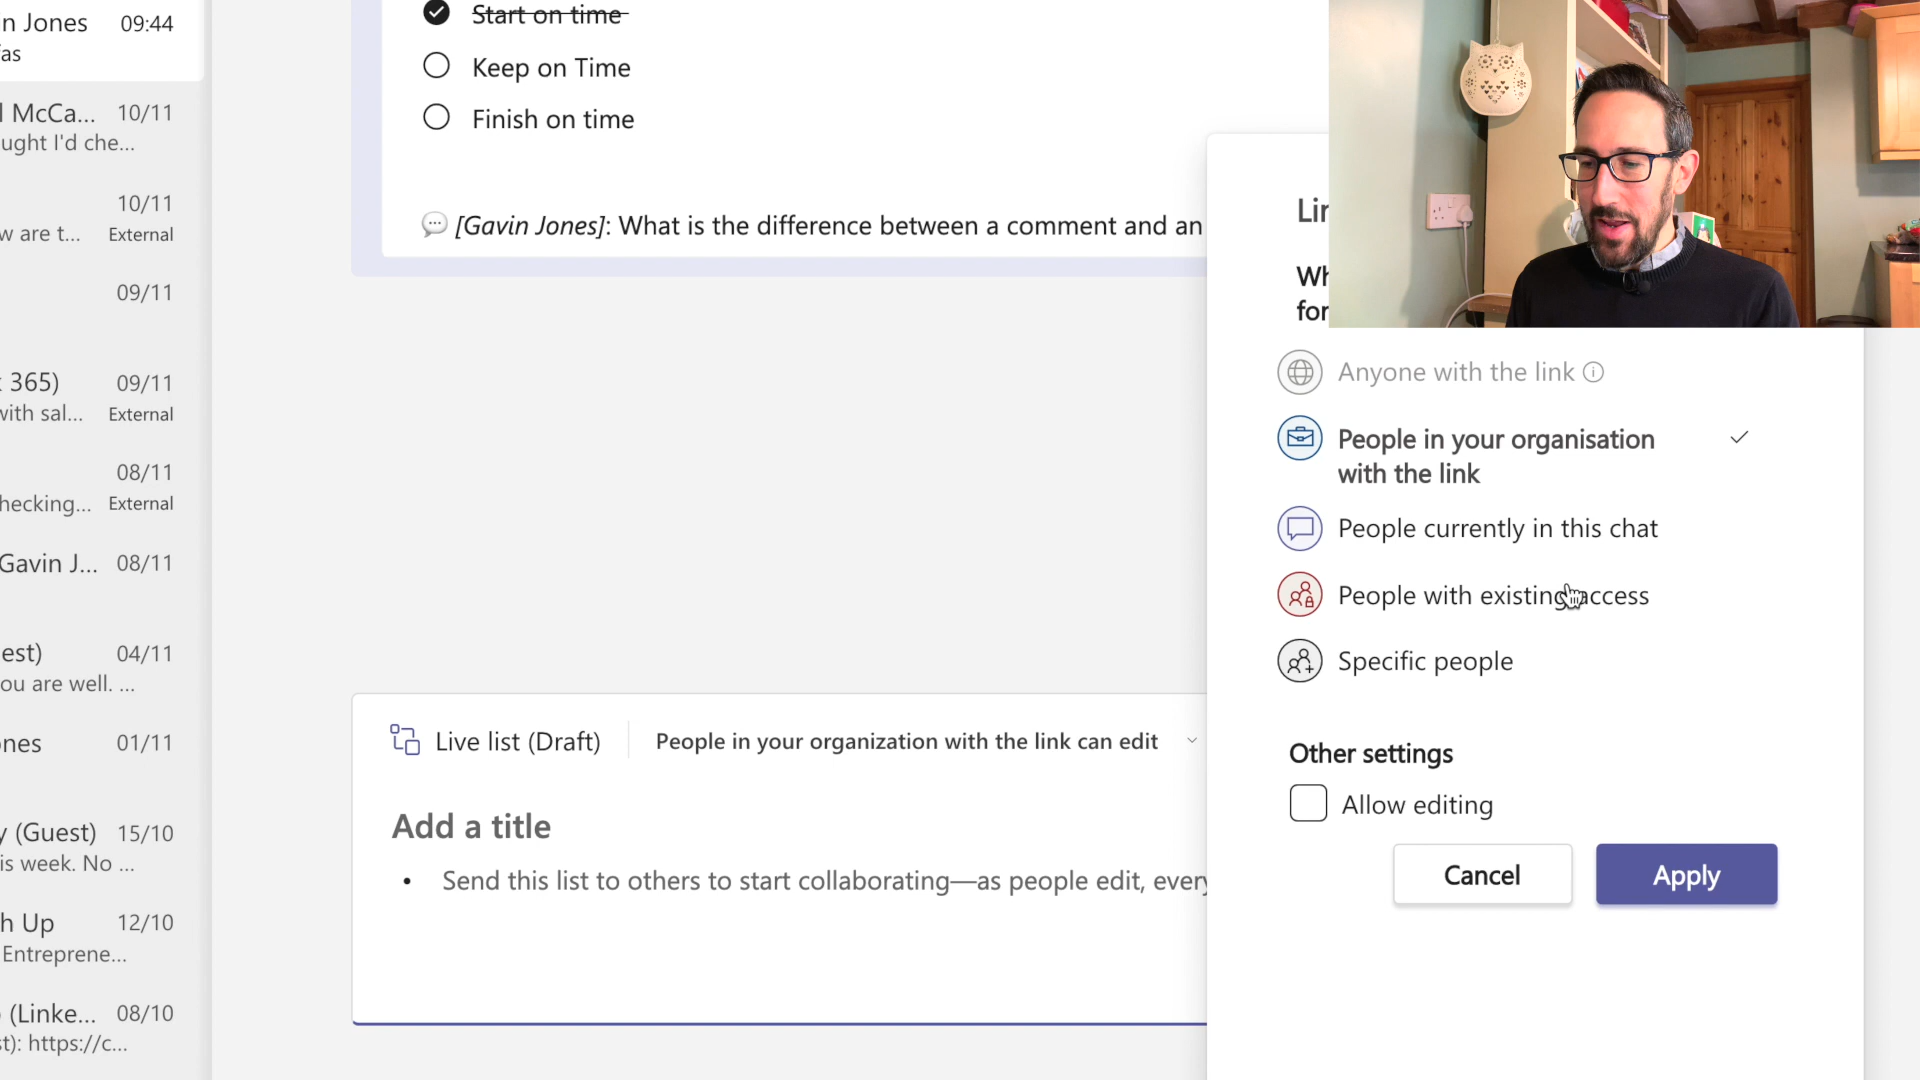 n Jones 09:44
as
McCa... 10/11
ught I'd che...
10/11
w are t... External
09/11
365) 09/11
with sal... External
08/11
hecking... External
Gavin J... 08/11
est) 04/11
ou are well. ...
nes 01/11
y (Guest) 15/10
is week. No ...
h Up 12/10
Entreprene...
(Linke... 08/10
st): https://c...
Start on time
Keep on Time
Finish on time
[Gavin Jones]: What is the difference between a comment and an
Live list (Draft) People in your organization with the link can edit
Add a title
• Send this list to others to start collaborating—as people edit, every
Lin
Wh
for
Anyone with the link
People in your organisation
with the link
People currently in this chat
People with existing access
Specific people
Other settings
Allow editing
Cancel Apply